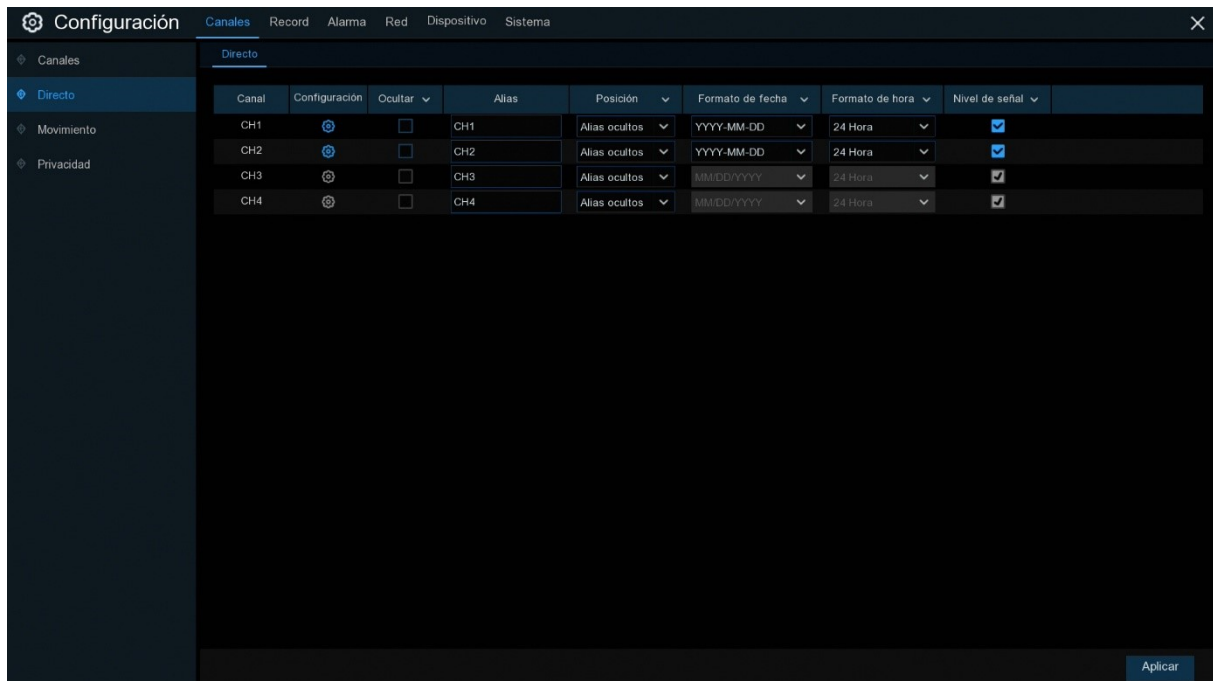 Configuración Canales Record Alarma Red Dispositivo Sistema
Canales Directo
Directo
Movimiento
Privacidad
Canal Configuración Ocultar Alias Posición Formato de fecha Formato de hora Nivel de señal
CH1 CH1 Alias ocultos YYYY-MM-DD 24 Hora
CH2 CH2 Alias ocultos YYYY-MM-DD 24 Hora
CH3 CH3 Alias ocultos MM/DD/YYYY 24 Hora
CH4 CH4 Alias ocultos MM/DD/YYYY 24 Hora
Aplicar